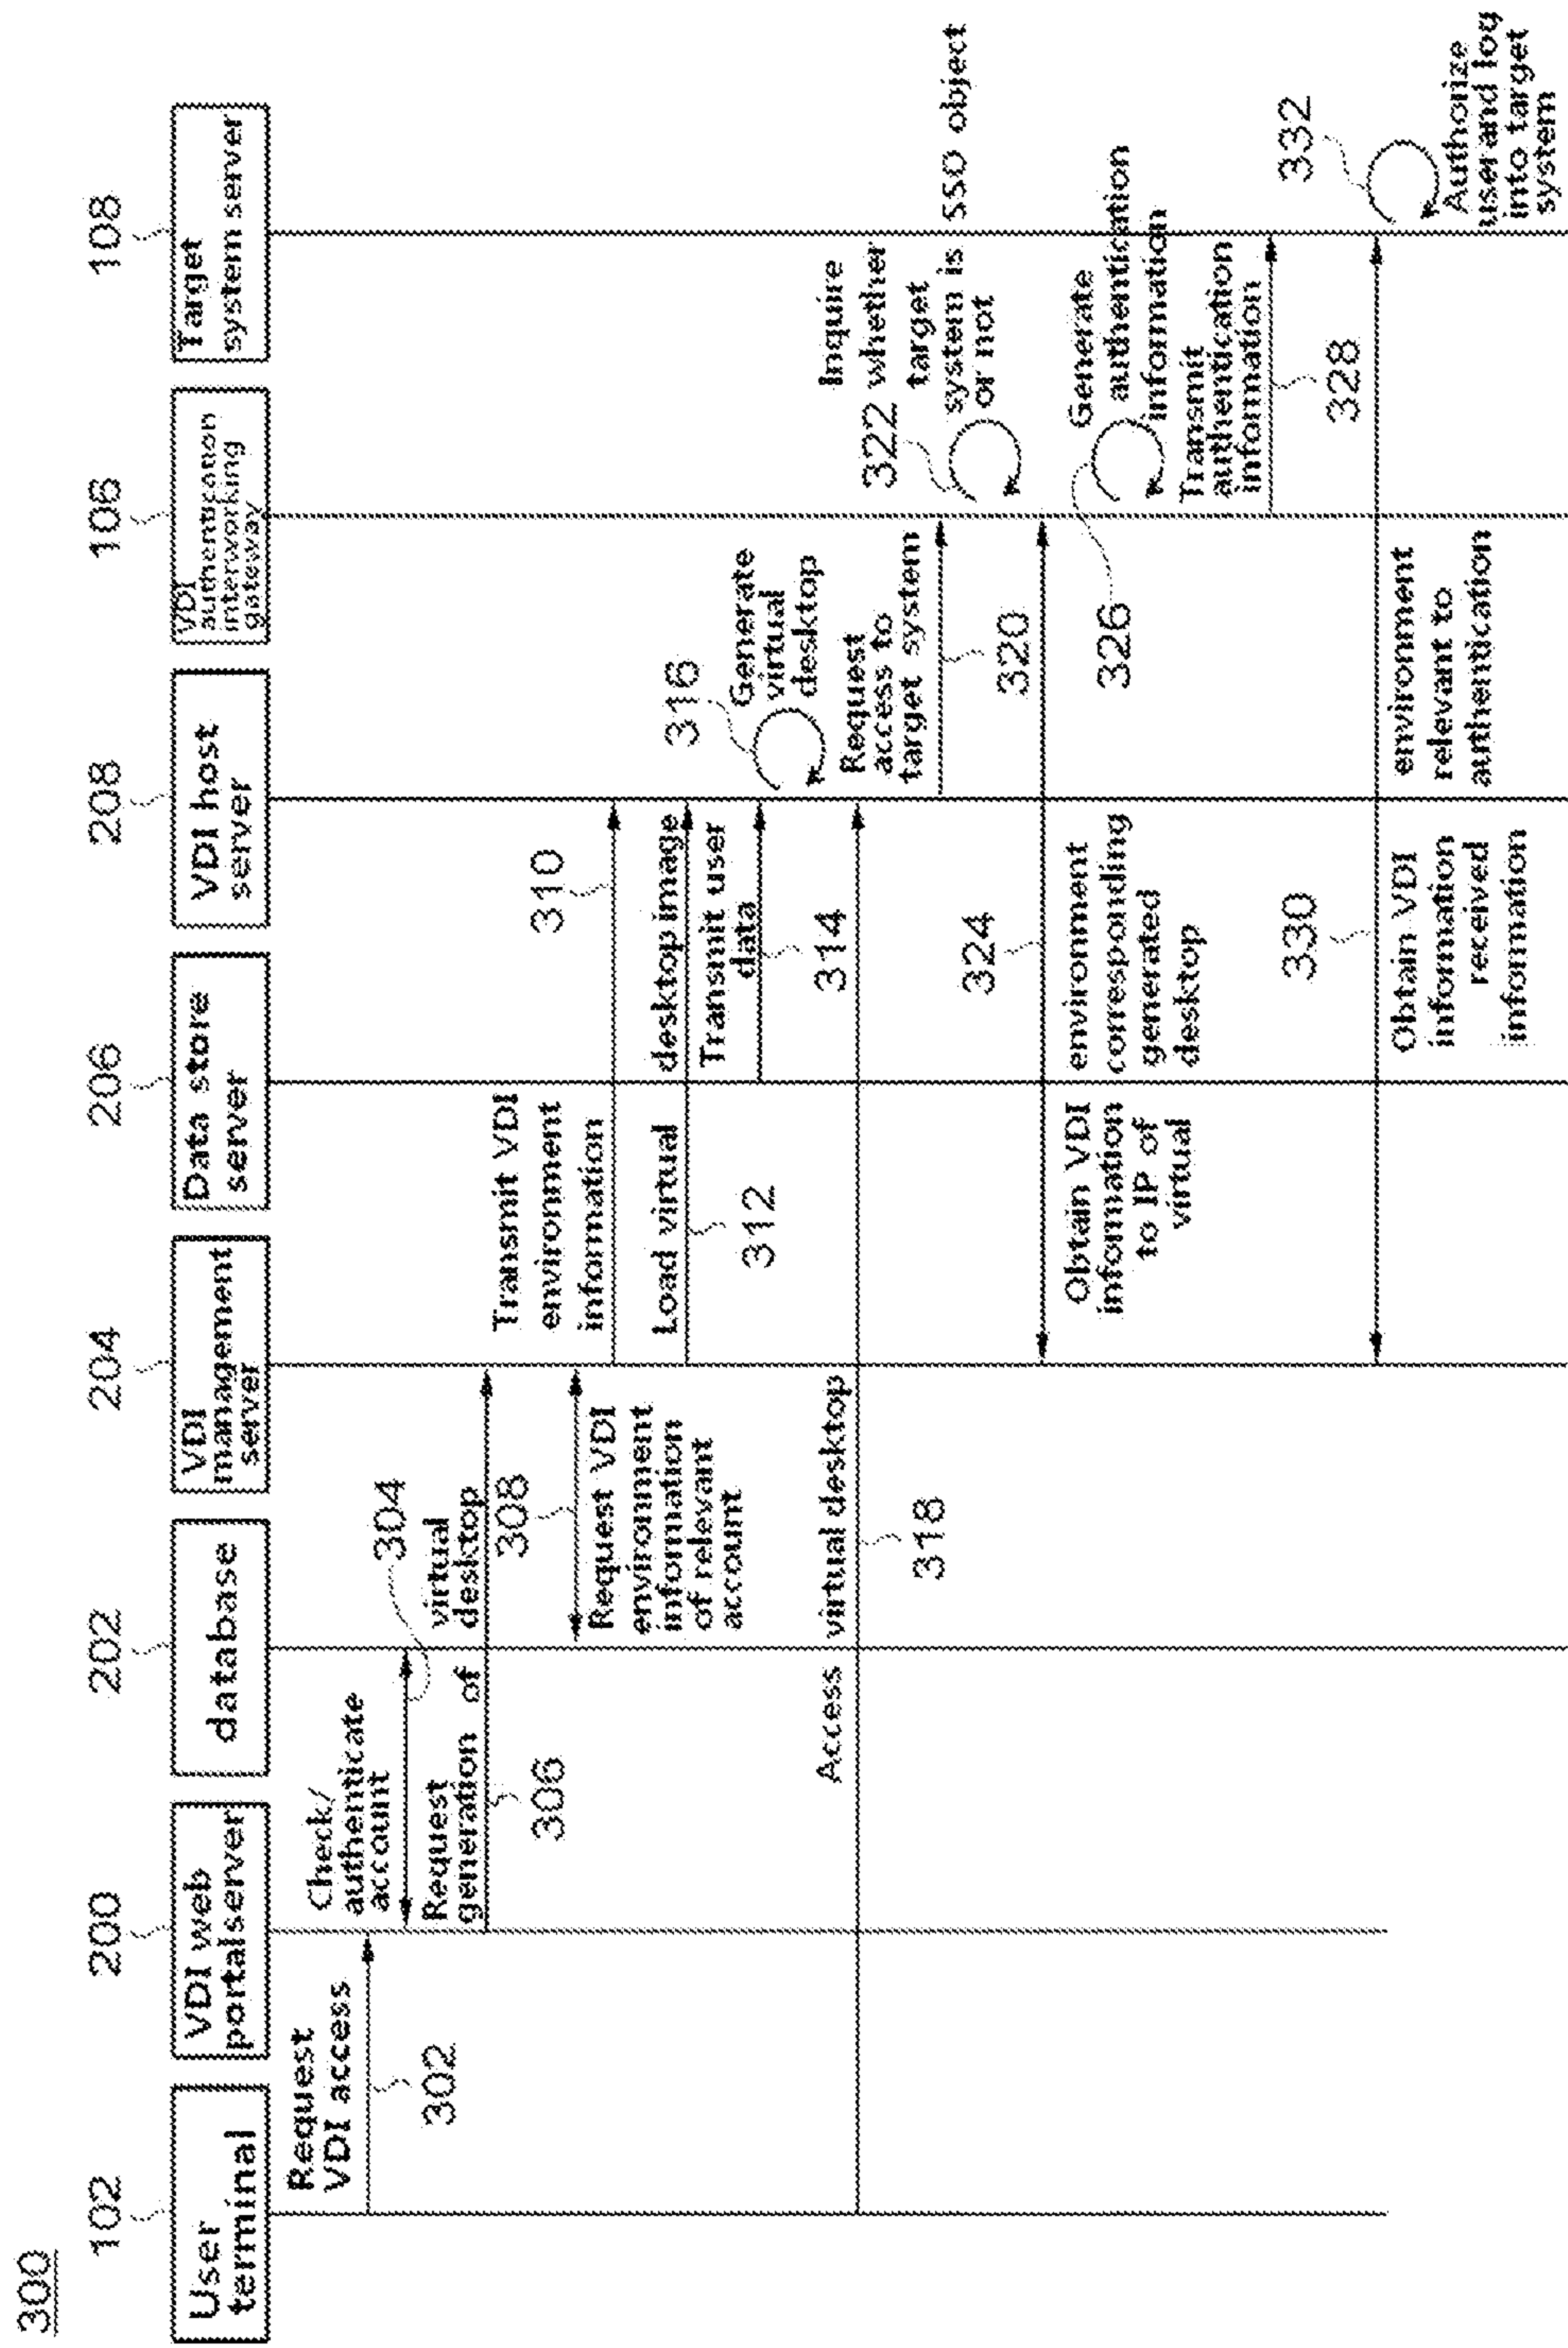 300
102
200
202
204
206
208
106
108
User
terminal
VDI web
portalserver
database
VDI
management
server
Data store
server
VDI host
server
VDI
authentication
interworking
gateway
Target
system server
Request
VDI access
302
Check/
authenticate
account
304
Request
generation of
virtual
desktop
306
308
Request VDI
environment
information
of relevant
account
Transmit VDI
environment
information
310
Load virtual desktop image
312
Transmit user
data
314
316
Generate
virtual
desktop
Access virtual desktop
318
Request
access to
target system
320
Inquire
322 whether
target
system is SSO object
or not
324
Obtain VDI environment
information corresponding
to IP of generated
virtual desktop
326
Generate
authentication
information
Transmit
authentication
information
328
330
Obtain VDI environment
information relevant to
received authentication
information
332
Authorize
user and log
into target
system